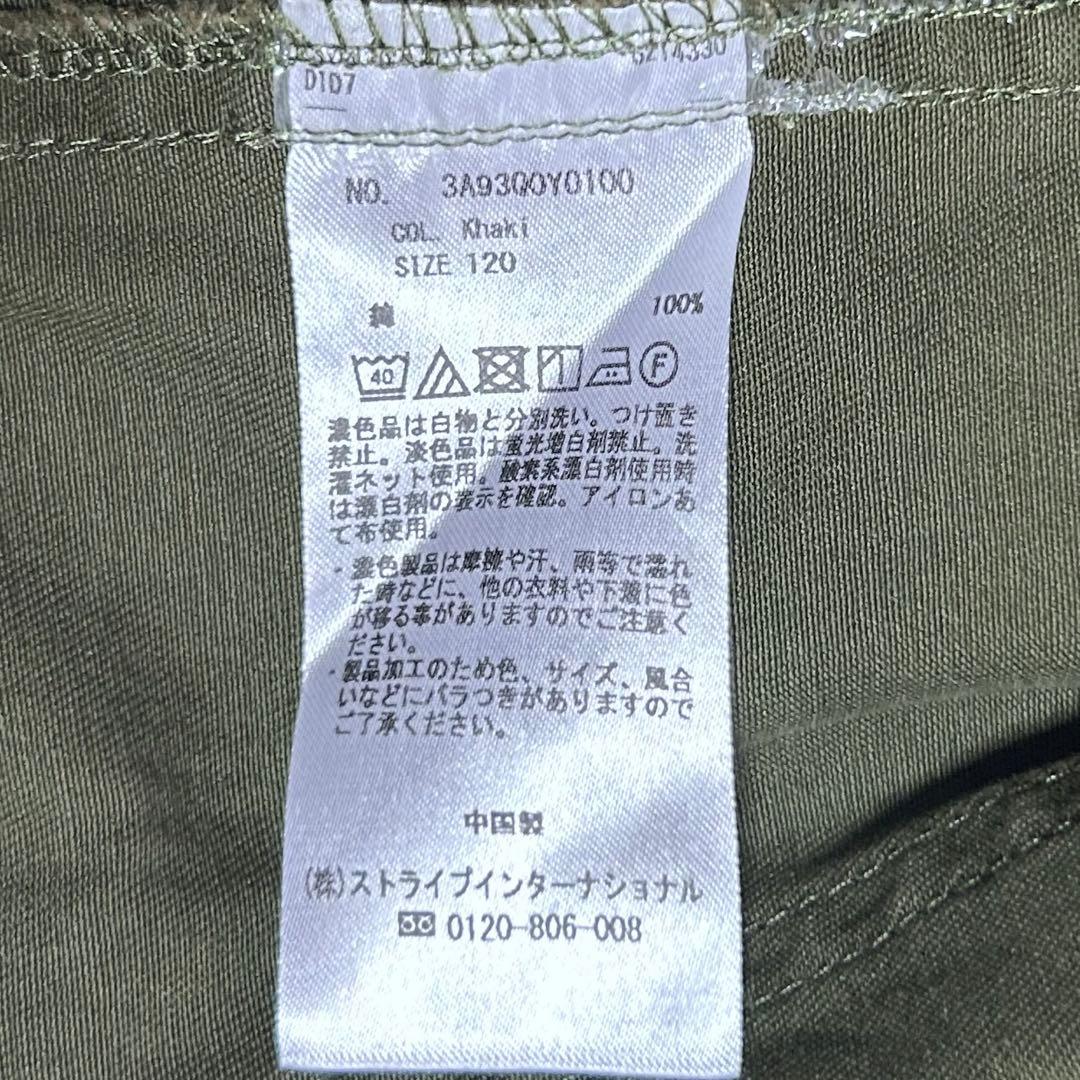 D1D7
NO. 3A93Q0Y0100
COL. Khaki
SIZE 120
綿 100%
40 F
濃色品は白物と分別洗い。つけ置き
禁止。淡色品は蛍光増白剤禁止。洗
濯ネット使用。酸素系漂白剤使用時
は漂白剤の表示を確認。アイロンあ
て布使用。
・濃色製品は摩擦や汗、雨等で濡れ
た時などに、他の衣料や下着に色
が移る事がありますのでご注意く
ださい。
・製品加工のため色、サイズ、風合
いなどにバラつきがありますので
ご了承ください。
中国製
(株)ストライプインターナショナル
0120-806-008